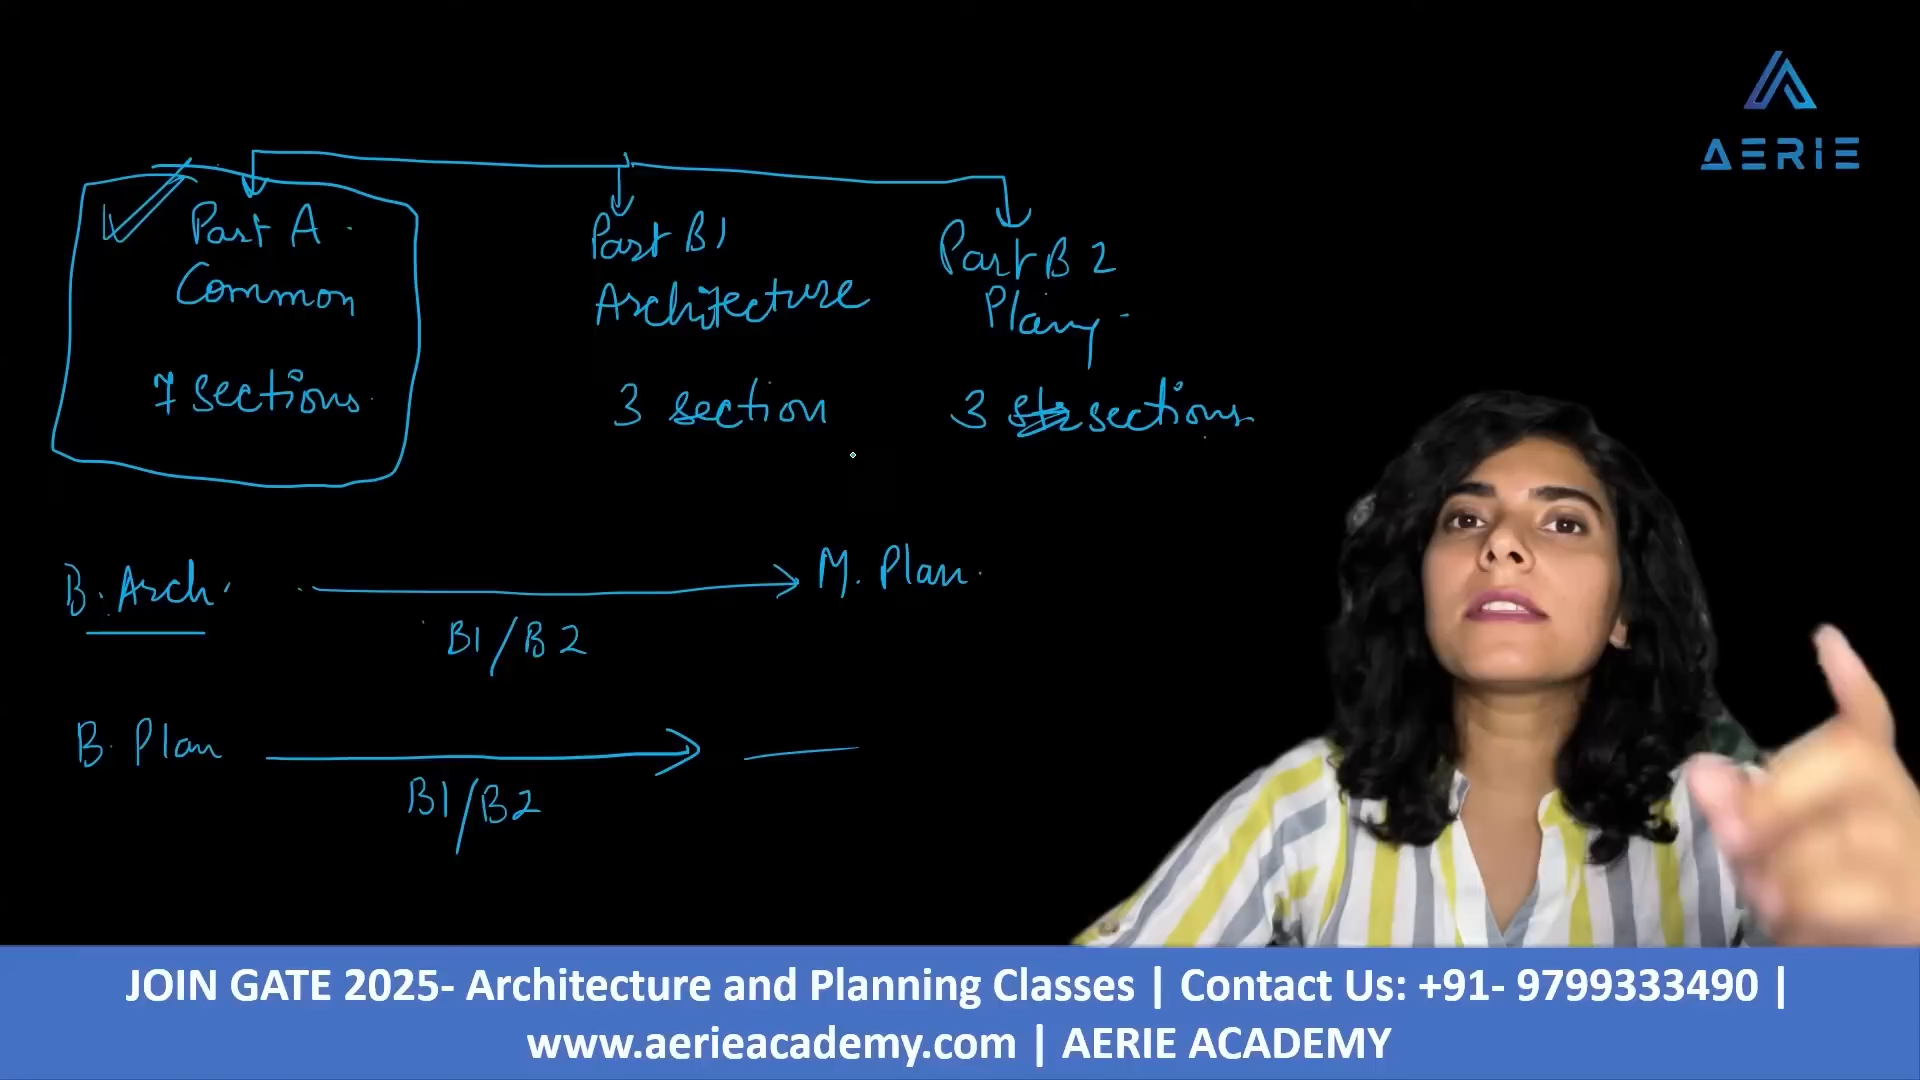 AERIE
Part A.
Common
7 sections.
Part B1
Architecture
3 section
Part B2
3 sections
B. Arch.
B1/B2
M. Plan.
B. Plan
B1/B2
JOIN GATE 2025- Architecture and Planning Classes | Contact Us: +91- 9799333490 |
www.aerieacademy.com | AERIE ACADEMY